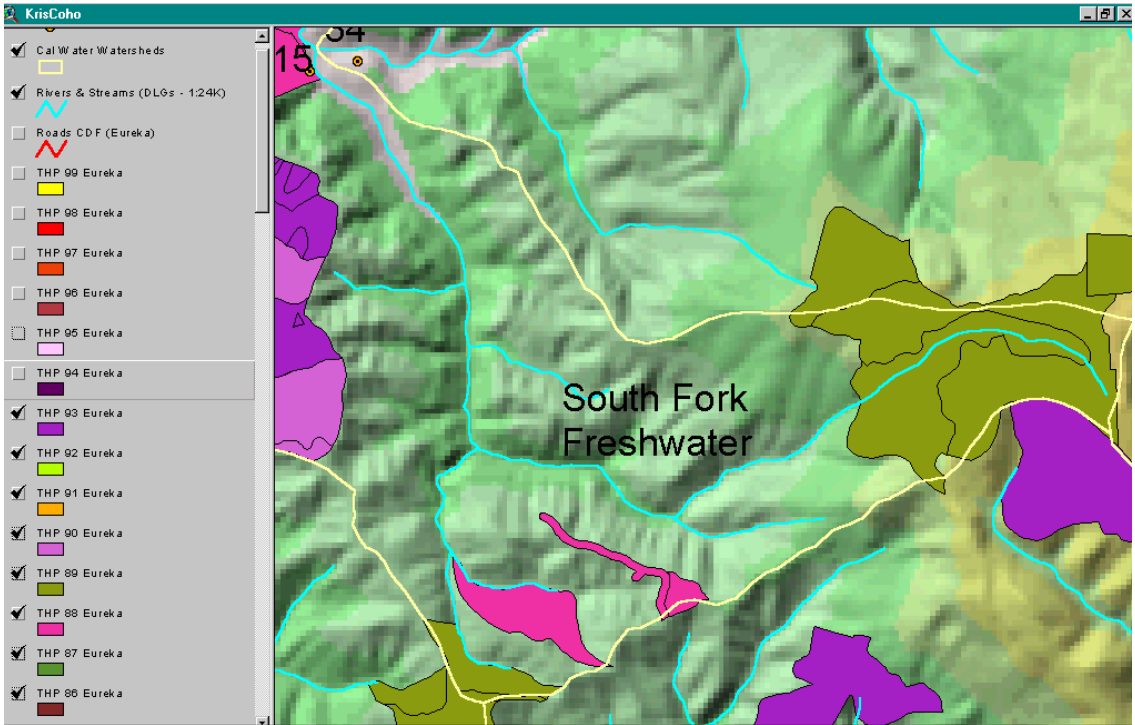 KrisCoho
Cal Water Watersheds
Rivers & Streams (DLGs - 1:24K)
Roads CDF (Eureka)
THP 99 Eureka
THP 98 Eureka
THP 97 Eureka
THP 96 Eureka
THP 95 Eureka
THP 94 Eureka
THP 93 Eureka
THP 92 Eureka
THP 91 Eureka
THP 90 Eureka
THP 89 Eureka
THP 88 Eureka
THP 87 Eureka
THP 86 Eureka
15
South Fork
Freshwater